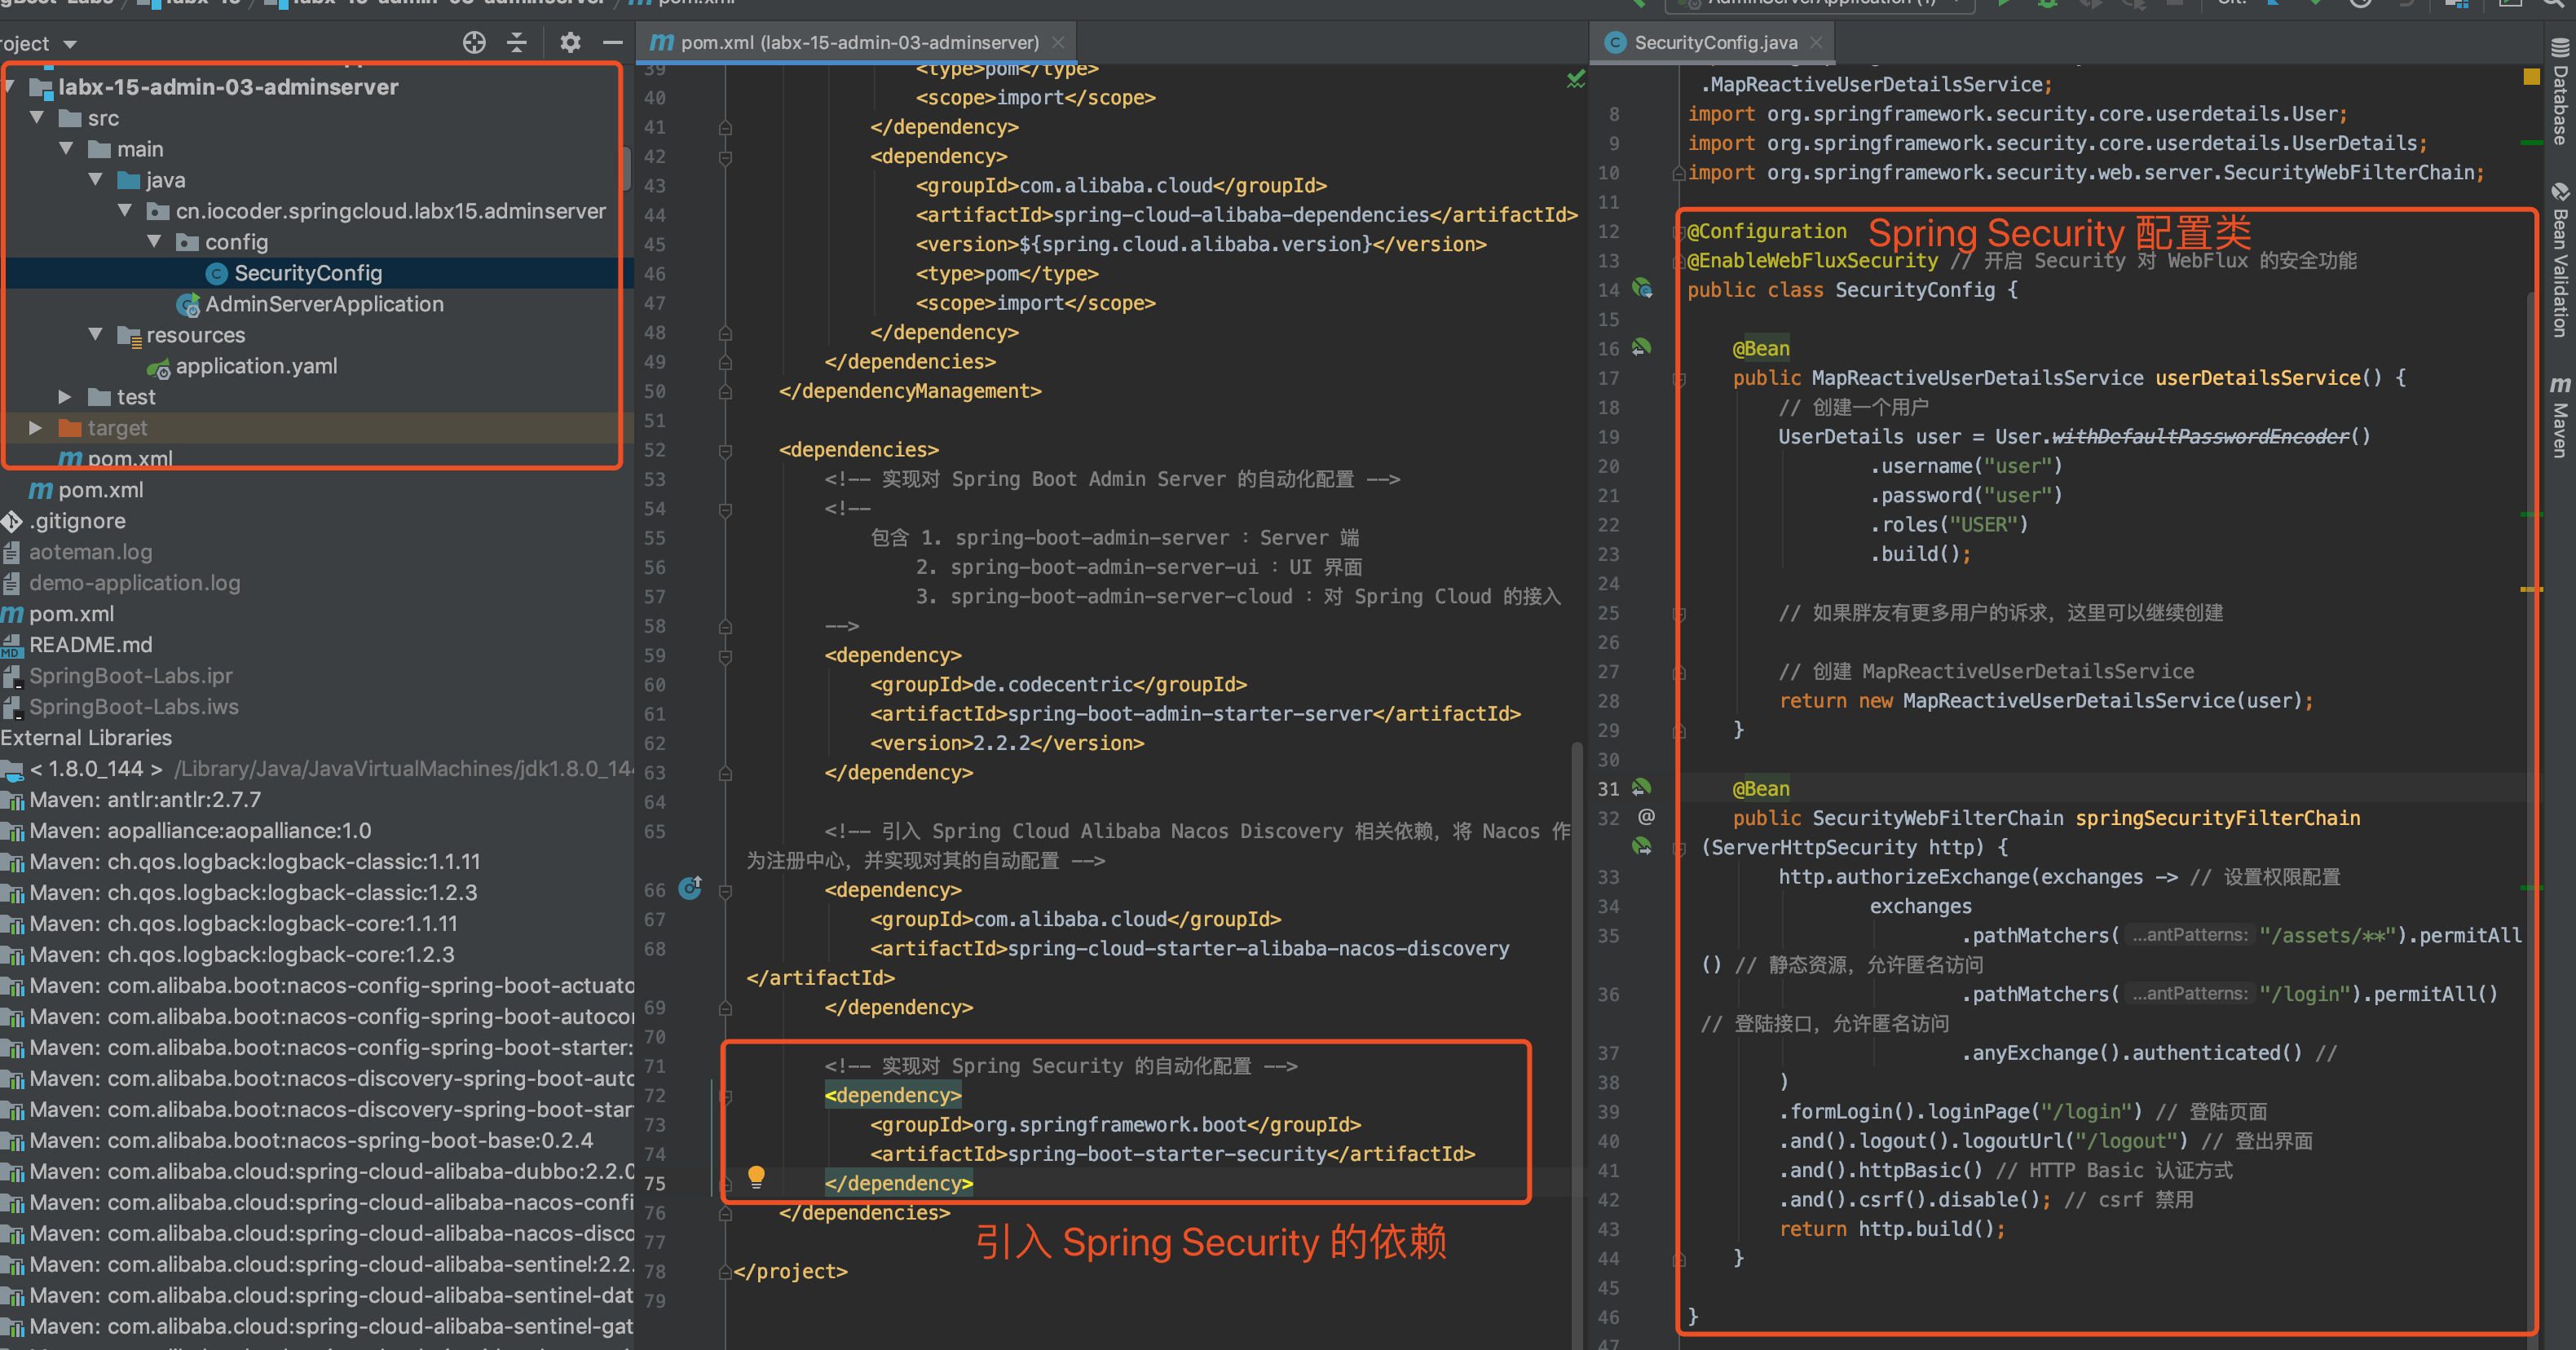 labx-15-admin-03-adminserver
pom.xml
AdminServerApplication (1)
Git:
roject
labx-15-admin-03-adminserver
src
main
java
cn.iocoder.springcloud.labx15.adminserver
config
SecurityConfig
AdminServerApplication
resources
application.yaml
test
target
pom.xml
pom.xml
.gitignore
aoteman.log
demo-application.log
pom.xml
README.md
SpringBoot-Labs.ipr
SpringBoot-Labs.iws
External Libraries
< 1.8.0_144 > /Library/Java/JavaVirtualMachines/jdk1.8.0_144
Maven: antlr:antlr:2.7.7
Maven: aopalliance:aopalliance:1.0
Maven: ch.qos.logback:logback-classic:1.1.11
Maven: ch.qos.logback:logback-classic:1.2.3
Maven: ch.qos.logback:logback-core:1.1.11
Maven: ch.qos.logback:logback-core:1.2.3
Maven: com.alibaba.boot:nacos-config-spring-boot-actuato
Maven: com.alibaba.boot:nacos-config-spring-boot-autocor
Maven: com.alibaba.boot:nacos-config-spring-boot-starter:
Maven: com.alibaba.boot:nacos-discovery-spring-boot-auto
Maven: com.alibaba.boot:nacos-discovery-spring-boot-star
Maven: com.alibaba.boot:nacos-spring-boot-base:0.2.4
Maven: com.alibaba.cloud:spring-cloud-alibaba-dubbo:2.2.0
Maven: com.alibaba.cloud:spring-cloud-alibaba-nacos-confi
Maven: com.alibaba.cloud:spring-cloud-alibaba-nacos-disco
Maven: com.alibaba.cloud:spring-cloud-alibaba-sentinel:2.2.
Maven: com.alibaba.cloud:spring-cloud-alibaba-sentinel-dat
Maven: com.alibaba.cloud:spring-cloud-alibaba-sentinel-gat
pom.xml (labx-15-admin-03-adminserver)
39 <type>pom</type>
40 <scope>import</scope>
41 </dependency>
42 <dependency>
43 <groupId>com.alibaba.cloud</groupId>
44 <artifactId>spring-cloud-alibaba-dependencies</artifactId>
45 <version>${spring.cloud.alibaba.version}</version>
46 <type>pom</type>
47 <scope>import</scope>
48 </dependency>
49 </dependencies>
50 </dependencyManagement>
51
52 <dependencies>
53 <!-- 实现对 Spring Boot Admin Server 的自动化配置 -->
54 <!--
55 包含 1. spring-boot-admin-server : Server 端
56 2. spring-boot-admin-server-ui : UI 界面
57 3. spring-boot-admin-server-cloud : 对 Spring Cloud 的接入
58 -->
59 <dependency>
60 <groupId>de.codecentric</groupId>
61 <artifactId>spring-boot-admin-starter-server</artifactId>
62 <version>2.2.2</version>
63 </dependency>
64
65 <!-- 引入 Spring Cloud Alibaba Nacos Discovery 相关依赖，将 Nacos 作
为注册中心，并实现对其的自动配置 -->
66 <dependency>
67 <groupId>com.alibaba.cloud</groupId>
68 <artifactId>spring-cloud-starter-alibaba-nacos-discovery
</artifactId>
69 </dependency>
70
71 <!-- 实现对 Spring Security 的自动化配置 -->
72 <dependency>
73 <groupId>org.springframework.boot</groupId>
74 <artifactId>spring-boot-starter-security</artifactId>
75 </dependency>
76 </dependencies>
引入 Spring Security 的依赖
77
78 </project>
79
SecurityConfig.java
.MapReactiveUserDetailsService;
8 import org.springframework.security.core.userdetails.User;
9 import org.springframework.security.core.userdetails.UserDetails;
10 import org.springframework.security.web.server.SecurityWebFilterChain;
11
12 @Configuration
Spring Security 配置类
13 @EnableWebFluxSecurity // 开启 Security 对 WebFlux 的安全功能
14 public class SecurityConfig {
15
16 @Bean
17 public MapReactiveUserDetailsService userDetailsService() {
18 // 创建一个用户
19 UserDetails user = User.withDefaultPasswordEncoder()
20 .username("user")
21 .password("user")
22 .roles("USER")
23 .build();
24
25 // 如果胖友有更多用户的诉求，这里可以继续创建
26
27 // 创建 MapReactiveUserDetailsService
28 return new MapReactiveUserDetailsService(user);
29 }
30
31 @Bean
32 public SecurityWebFilterChain springSecurityFilterChain
(ServerHttpSecurity http) {
33 http.authorizeExchange(exchanges -> // 设置权限配置
34 exchanges
35 .pathMatchers( ...antPatterns: "/assets/**").permitAll
() // 静态资源，允许匿名访问
36 .pathMatchers( ...antPatterns: "/login").permitAll()
// 登陆接口，允许匿名访问
37 .anyExchange().authenticated() //
38 )
39 .formLogin().loginPage("/login") // 登陆页面
40 .and().logout().logoutUrl("/logout") // 登出界面
41 .and().httpBasic() // HTTP Basic 认证方式
42 .and().csrf().disable(); // csrf 禁用
43 return http.build();
44 }
45
46 }
47
Database
Bean Validation
Maven